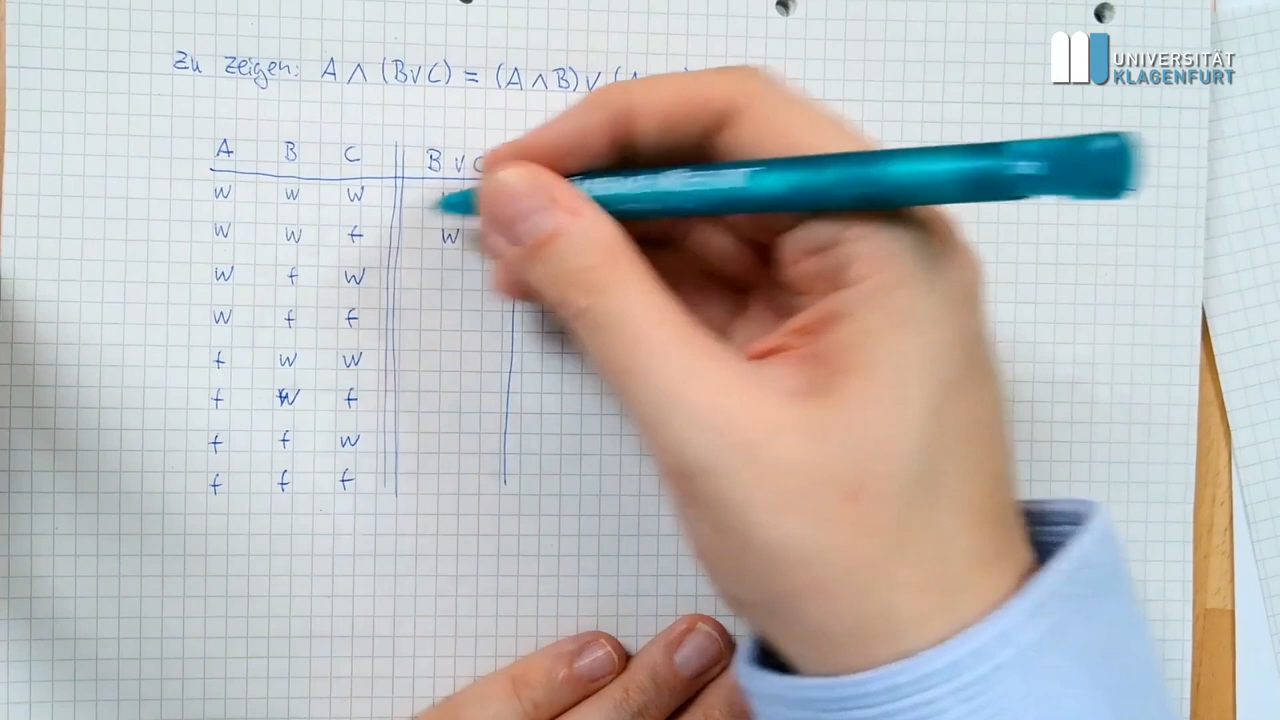 UNIVERSITÄT
KLAGENFURT
Zu zeigen: A ∧ (B∨C) = (A ∧ B) ∨ (
A B C B ∨ C
w w w
w w f w
w f w
w f f
f w w
f w f
f f w
f f f